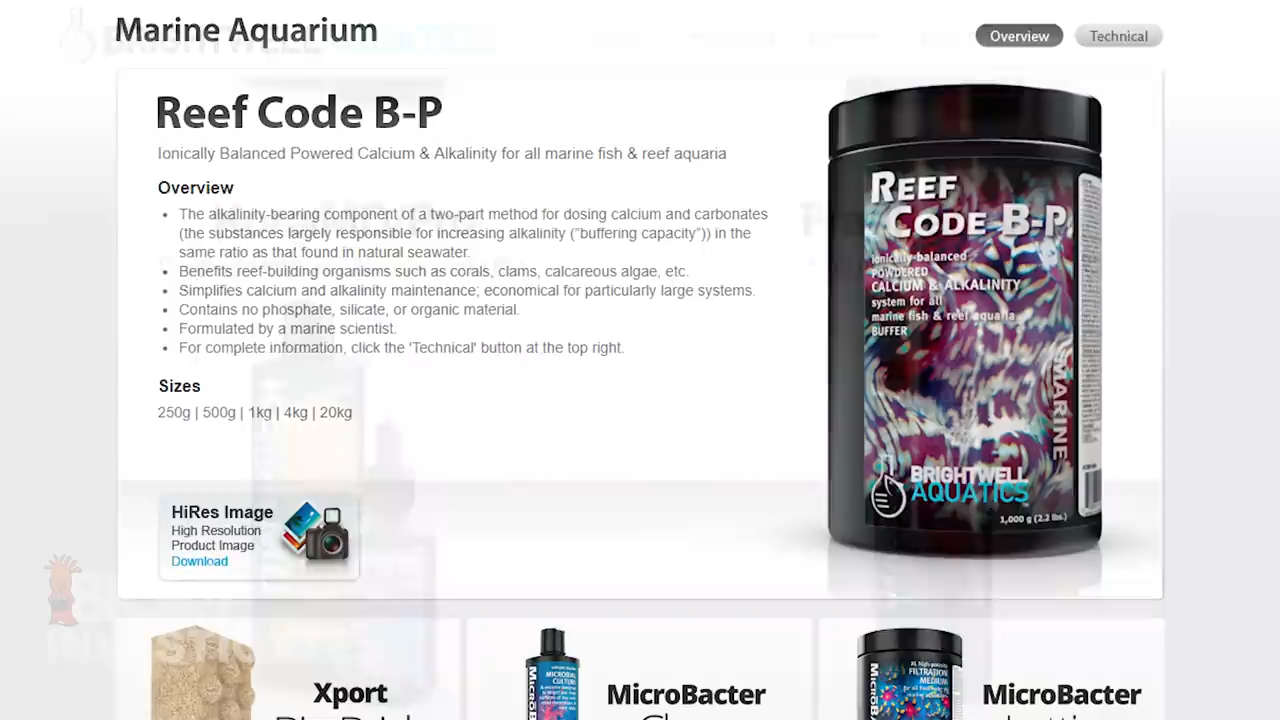 Marine Aquarium
Overview
Technical
Reef Code B-P
Ionically Balanced Powered Calcium & Alkalinity for all marine fish & reef aquaria
Overview
The alkalinity-bearing component of a two-part method for dosing calcium and carbonates
(the substances largely responsible for increasing alkalinity ("buffering capacity")) in the
same ratio as that found in natural seawater.
Benefits reef-building organisms such as corals, clams, calcareous algae, etc.
Simplifies calcium and alkalinity maintenance; economical for particularly large systems.
Contains no phosphate, silicate, or organic material.
Formulated by a marine scientist.
For complete information, click the 'Technical' button at the top right.
Sizes
250g | 500g | 1kg | 4kg | 20kg
HiRes Image
High Resolution
Product Image
Download
REEF
CODE B-P
ionically-balanced
POWDERED
CALCIUM & ALKALINITY
system for all
marine fish & reef aquaria
BUFFER
MARINE
BRIGHTWELL
AQUATICS
1,000 g (2.2 lbs.)
Xport
MicroBacter
MicroBacter